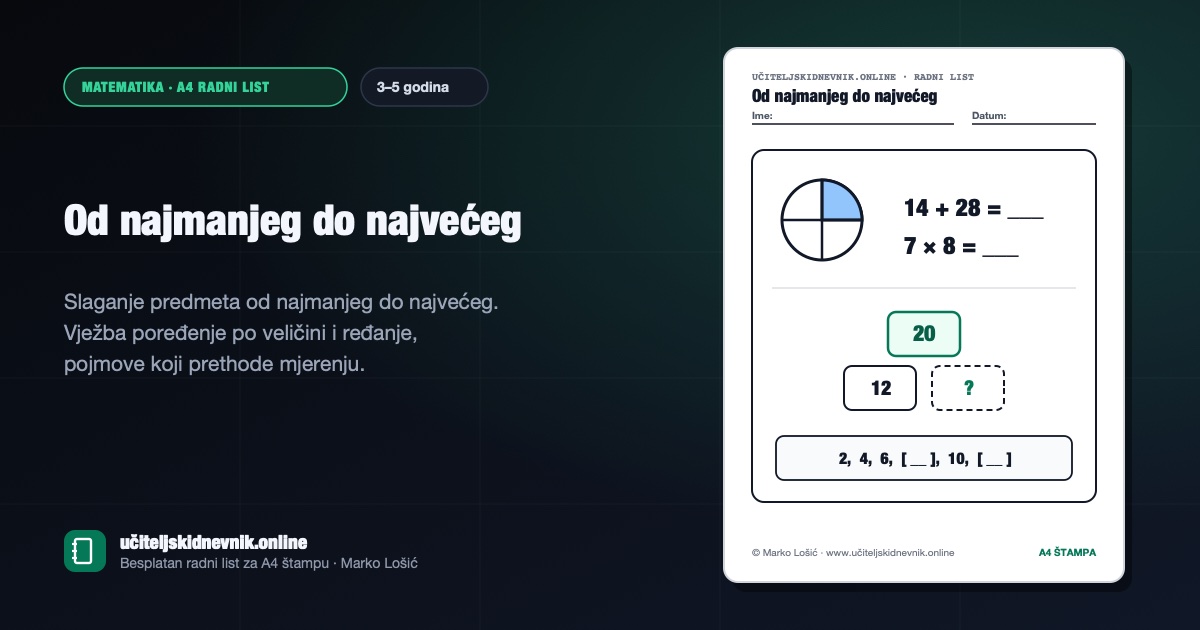 MATEMATIKA · A4 RADNI LIST
3–5 godina
Od najmanjeg do najvećeg
Slaganje predmeta od najmanjeg do najvećeg.
Vježba poređenje po veličini i ređanje,
pojmove koji prethode mjerenju.
učiteljskidnevnik.online
Besplatan radni list za A4 štampu · Marko Lošić
UČITELJSKIDNEVNIK.ONLINE · RADNI LIST
Od najmanjeg do najvećeg
Ime: Datum:
14 + 28 = ___
7 × 8 = ___
20
12 ?
2, 4, 6, [ __ ], 10, [ __ ]
© Marko Lošić · www.učiteljskidnevnik.online A4 ŠTAMPA